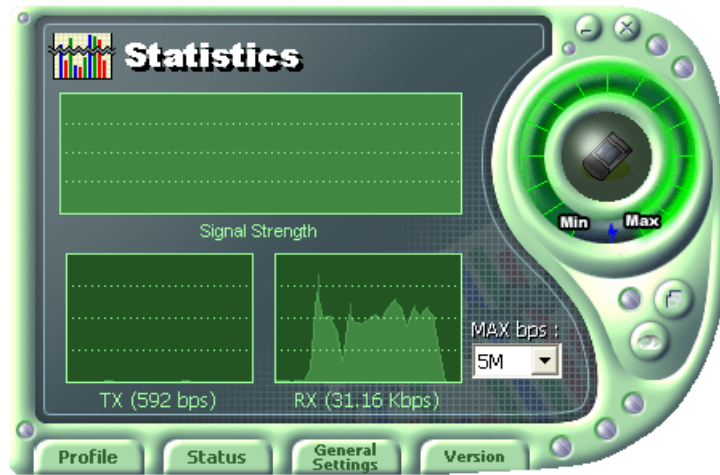 Statistics
Min
Max
Signal Strength
MAX bps :
5M
TX (592 bps)
RX (31.16 Kbps)
Profile
Status
General
Settings
Version